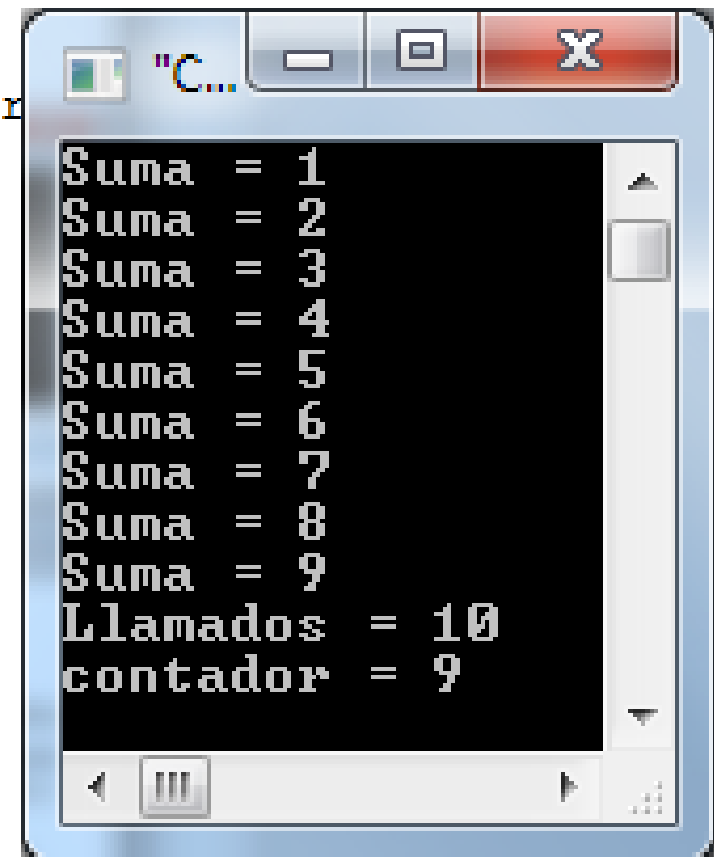 "C...
r
Suma = 1
Suma = 2
Suma = 3
Suma = 4
Suma = 5
Suma = 6
Suma = 7
Suma = 8
Suma = 9
Llamados = 10
contador = 9